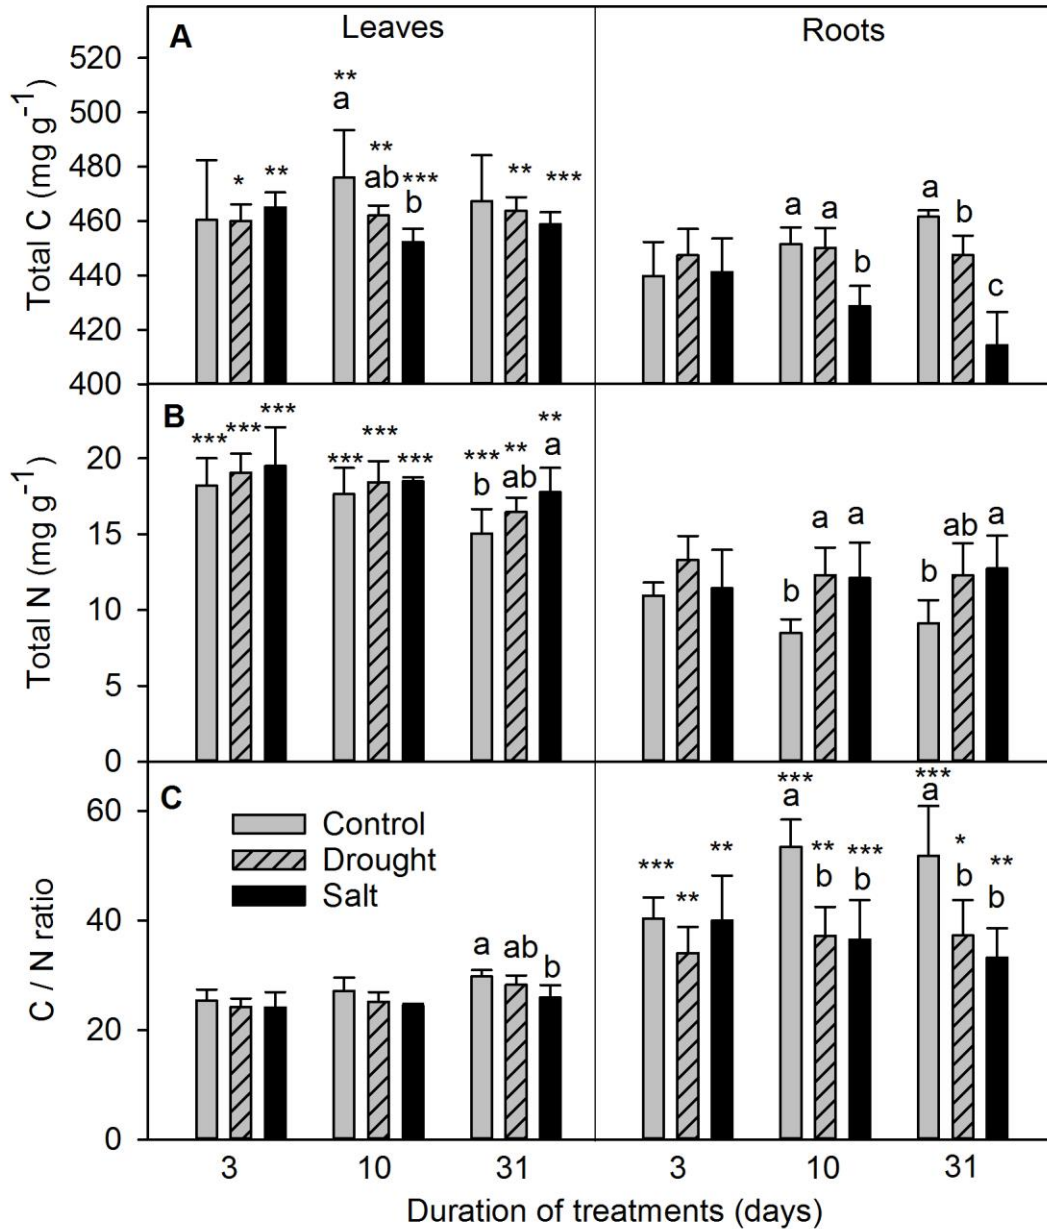 A Leaves Roots
Total C (mg g-1)
520
500
480
460
440
420
400
* ** ** a ** ab *** b ** ***
a a b a b c
B
Total N (mg g-1)
20
15
10
5
0
*** *** *** *** *** *** *** b ** ab ** a
b a a b ab a
C
C / N ratio
60
40
20
0
Control
Drought
Salt
a ab b
*** ** ** *** a ** b *** b *** a * b ** b
3 10 31 3 10 31
Duration of treatments (days)